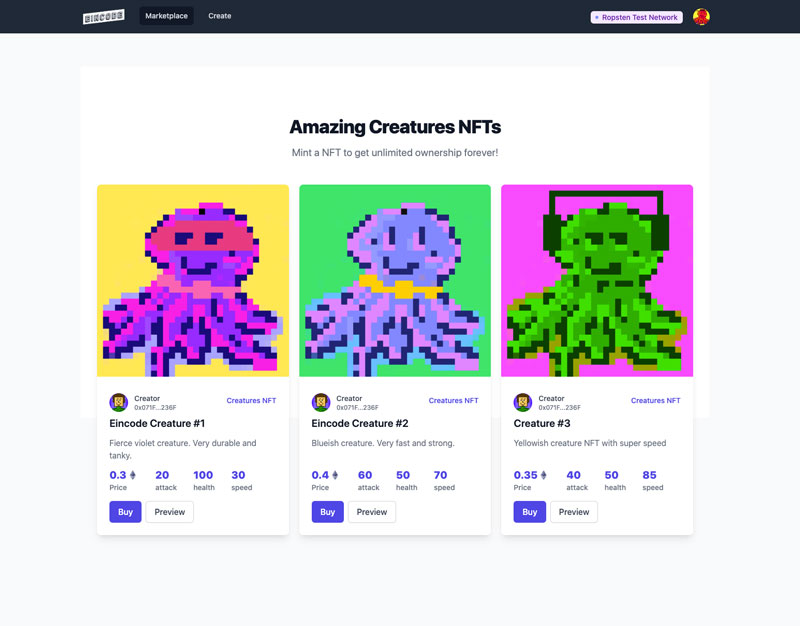 EINCODE
Marketplace
Create
Ropsten Test Network
Amazing Creatures NFTs
Mint a NFT to get unlimited ownership forever!
Creator
0x071F...236F
Creatures NFT
Eincode Creature #1
Fierce violet creature. Very durable and
tanky.
0.3 20 100 30
Price attack health speed
Buy Preview
Creator
0x071F...236F
Creatures NFT
Eincode Creature #2
Blueish creature. Very fast and strong.
0.4 60 50 70
Price attack health speed
Buy Preview
Creator
0x071F...236F
Creatures NFT
Creature #3
Yellowish creature NFT with super speed
0.35 40 50 85
Price attack health speed
Buy Preview